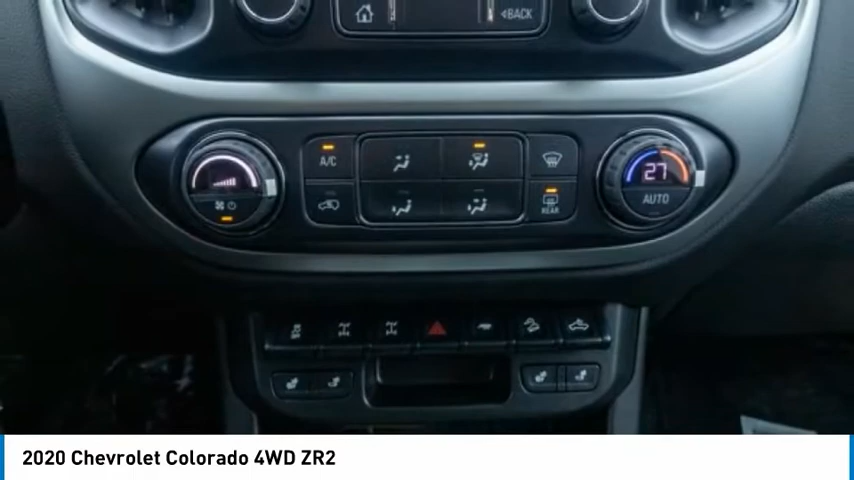 <BACK
A/C
27
AUTO
REAR
2020 Chevrolet Colorado 4WD ZR2